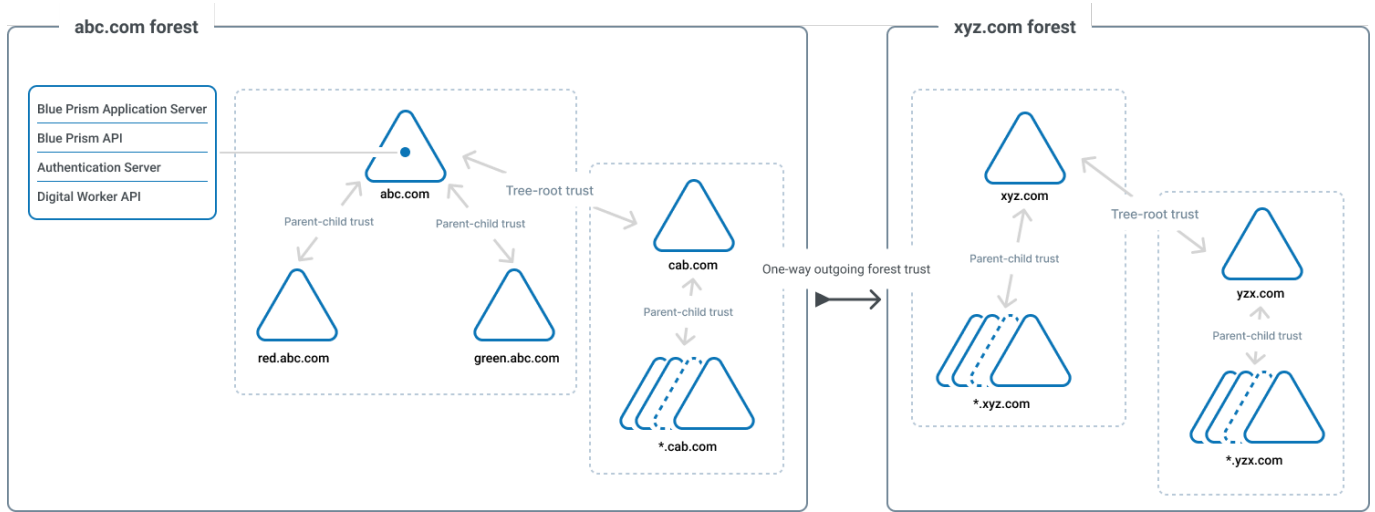 abc.com forest
xyz.com forest
Blue Prism Application Server
Blue Prism API
Authentication Server
Digital Worker API
abc.com
Tree-root trust
Parent-child trust
Parent-child trust
red.abc.com
green.abc.com
cab.com
Parent-child trust
*.cab.com
One-way outgoing forest trust
xyz.com
Tree-root trust
Parent-child trust
*.xyz.com
yzx.com
Parent-child trust
*.yzx.com